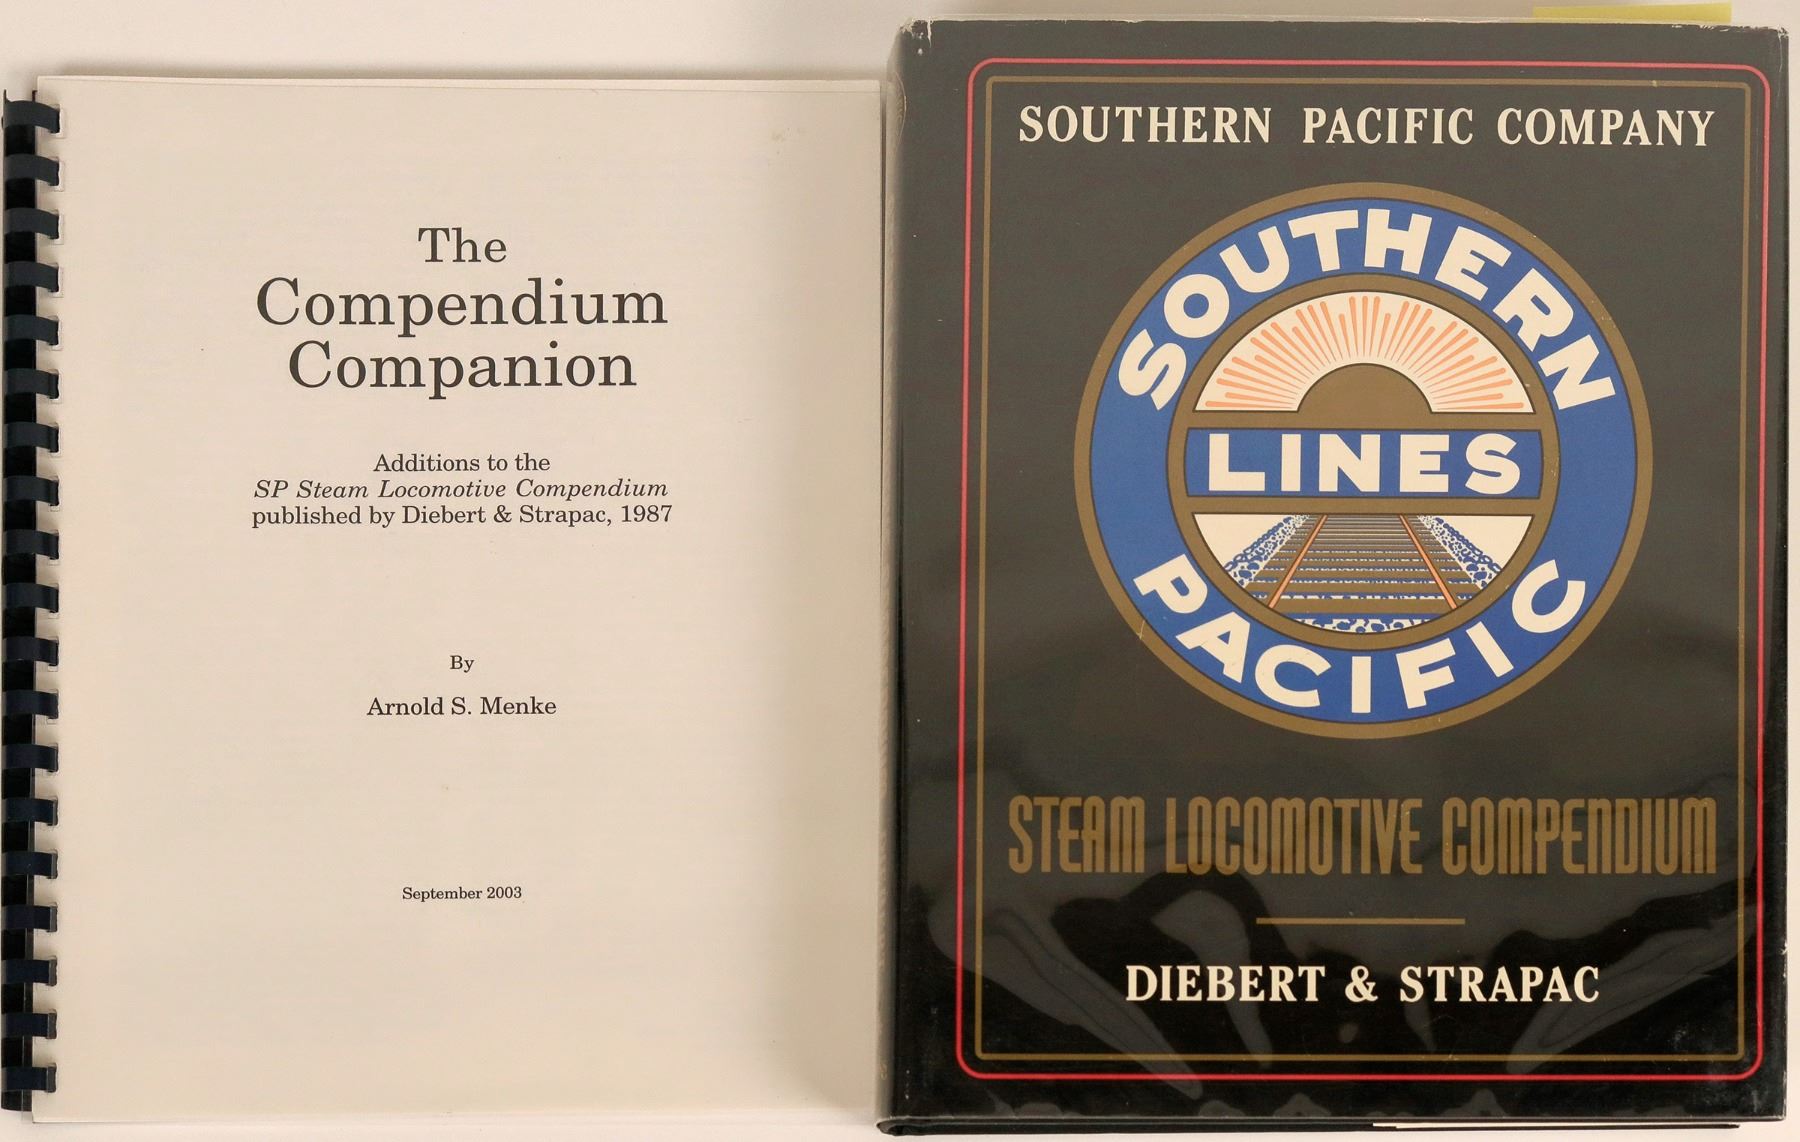 The
Compendium
Companion
Additions to the
SP Steam Locomotive Compendium
published by Diebert & Strapac, 1987
By
Arnold S. Menke
September 2003
SOUTHERN PACIFIC COMPANY
SOUTHERN
LINES
PACIFIC
STEAM LOCOMOTIVE COMPENDIUM
DIEBERT & STRAPAC